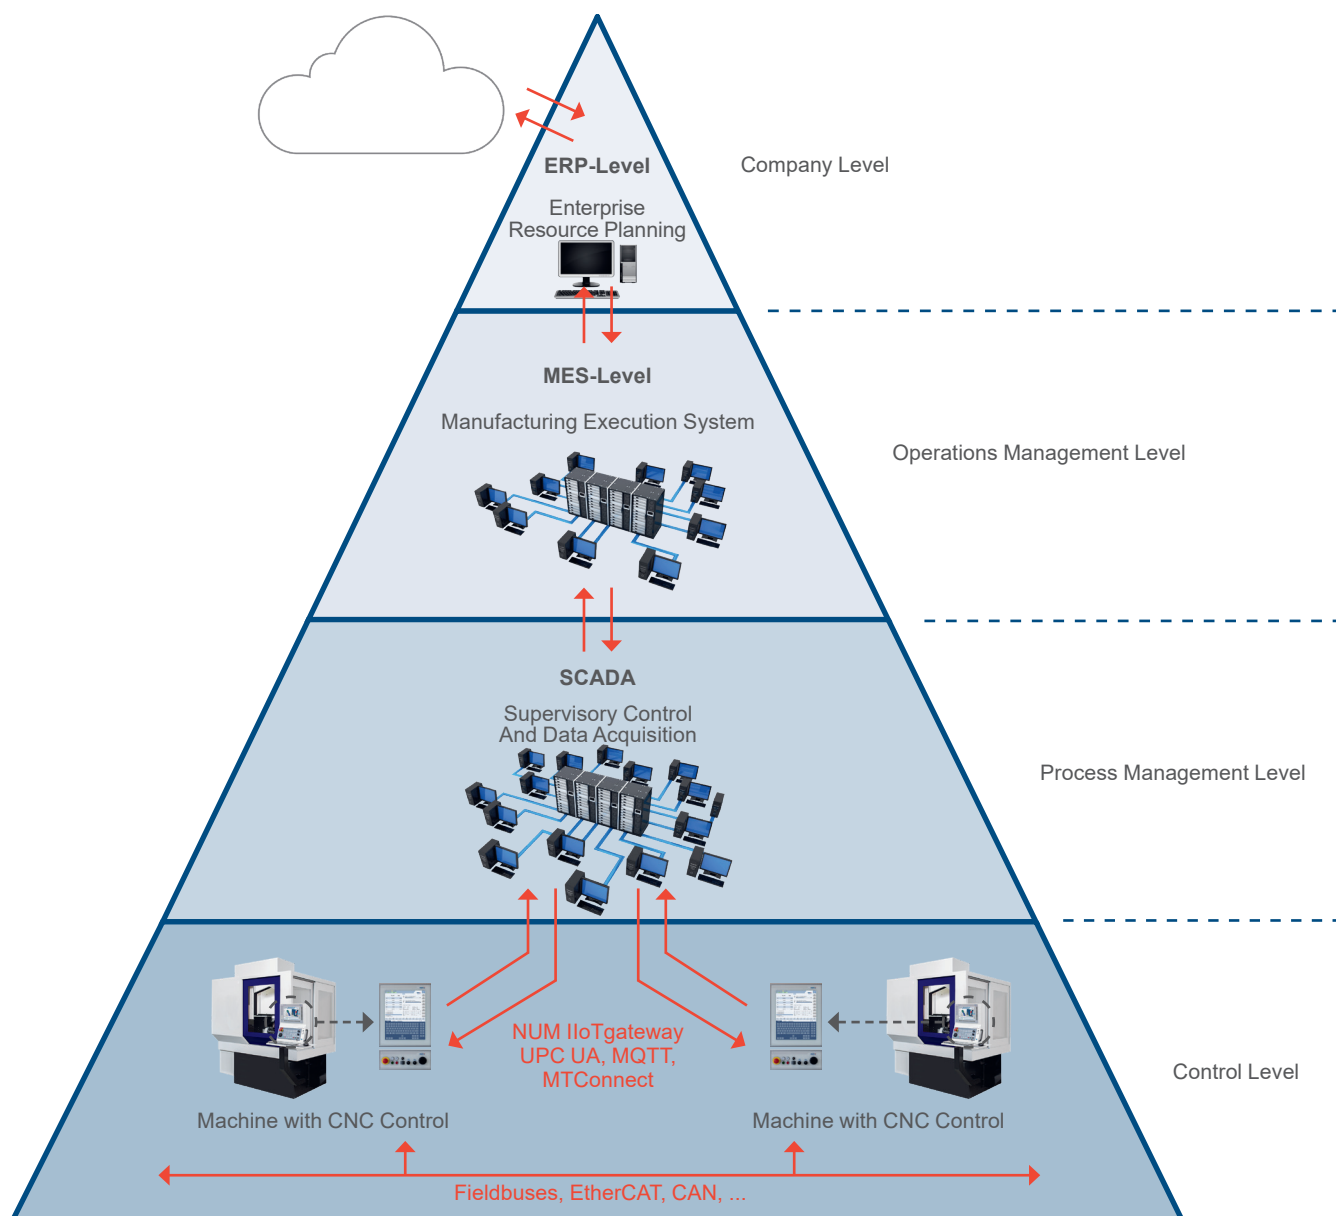 ERP-Level
Company Level
Enterprise
Resource Planning
MES-Level
Manufacturing Execution System
Operations Management Level
SCADA
Supervisory Control
And Data Acquisition
Process Management Level
NUM IIoTgateway
UPC UA, MQTT,
MTConnect
Control Level
Machine with CNC Control
Machine with CNC Control
Fieldbuses, EtherCAT, CAN, ...